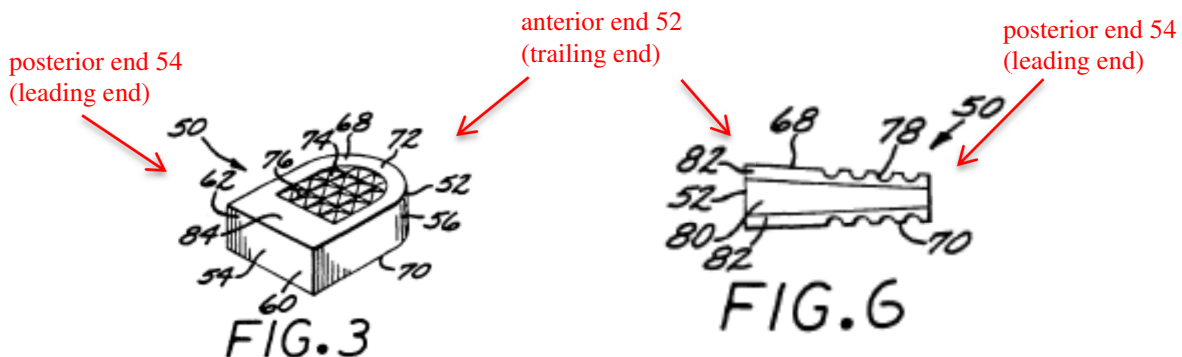 posterior end 54
(leading end)
anterior end 52
(trailing end)
posterior end 54
(leading end)
50
68
74
72
76
62
52
84
56
54
70
60
FIG.3
68
78
50
82
52
80
70
82
FIG.6